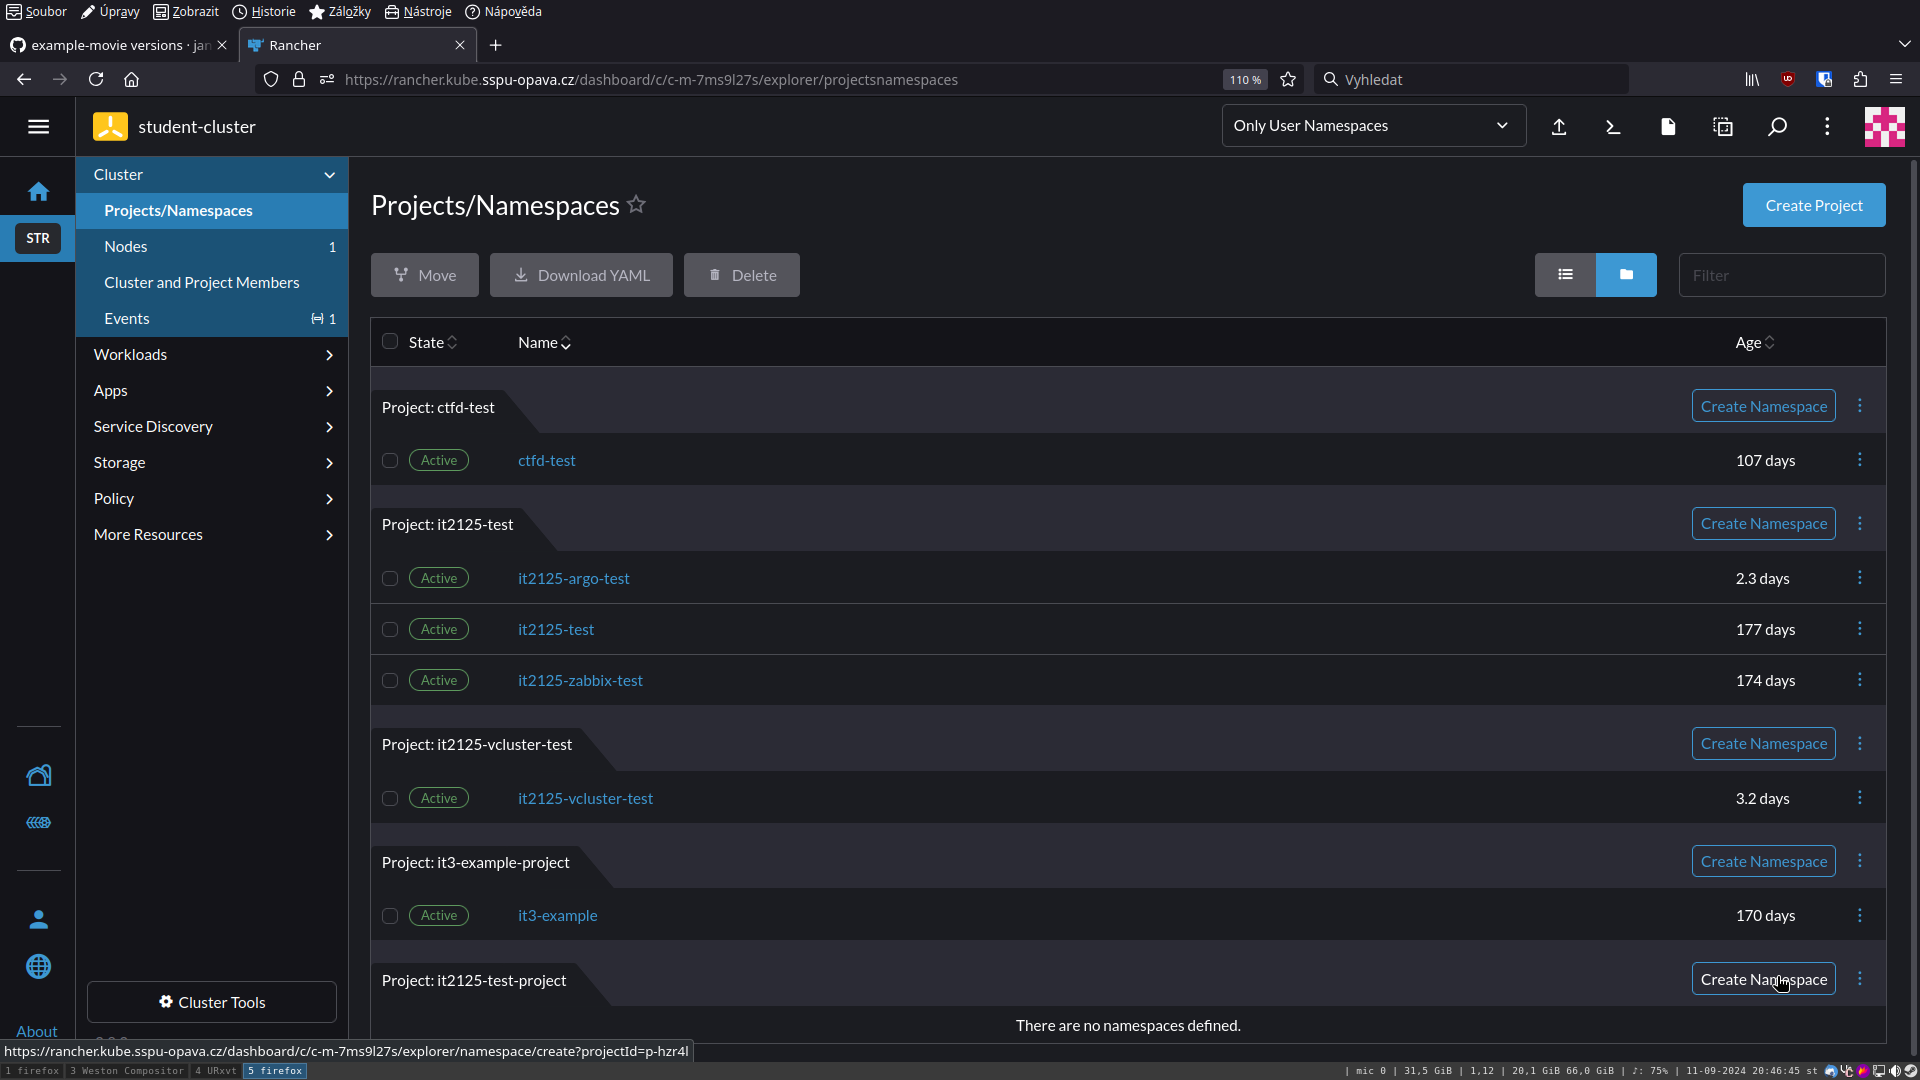 Soubor Úpravy Zobrazit Historie Záložky Nástroje Nápověda
example-movie versions · jan
Rancher
https://rancher.kube.sspu-opava.cz/dashboard/c/c-m-7ms9l27s/explorer/projectsnamespaces
110 %
Vyhledat
student-cluster
Only User Namespaces
STR
Cluster
Projects/Namespaces
Nodes 1
Cluster and Project Members
Events 1
Workloads
Apps
Service Discovery
Storage
Policy
More Resources
Cluster Tools
About
Projects/Namespaces
Create Project
Move
Download YAML
Delete
Filter
State Name Age
Project: ctfd-test Create Namespace
Active ctfd-test 107 days
Project: it2125-test Create Namespace
Active it2125-argo-test 2.3 days
Active it2125-test 177 days
Active it2125-zabbix-test 174 days
Project: it2125-vcluster-test Create Namespace
Active it2125-vcluster-test 3.2 days
Project: it3-example-project Create Namespace
Active it3-example 170 days
Project: it2125-test-project Create Namespace
There are no namespaces defined.
https://rancher.kube.sspu-opava.cz/dashboard/c/c-m-7ms9l27s/explorer/namespace/create?projectId=p-hzr4l
1 firefox 3 Weston Compositor 4 URxvt 5 firefox
| mic 0 | 31,5 GiB | 1,12 | 20,1 GiB 66,0 GiB | ♪: 75% | 11-09-2024 20:46:45 st